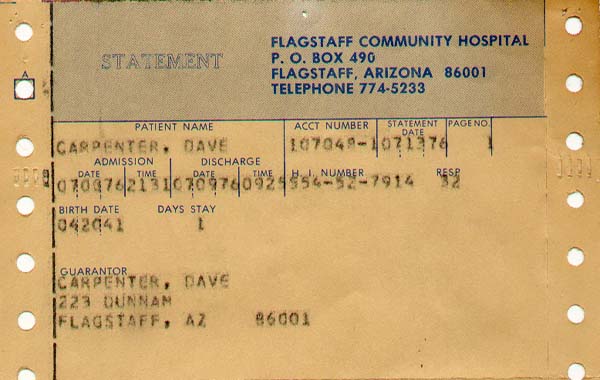 STATEMENT
FLAGSTAFF COMMUNITY HOSPITAL
P. O. BOX 490
FLAGSTAFF, ARIZONA 86001
TELEPHONE 774-5233
A
PATIENT NAME ACCT NUMBER STATEMENT DATE PAGE NO.
CARPENTER, DAVE 107049-1 071376 1
ADMISSION DISCHARGE
DATE TIME DATE TIME H. I. NUMBER RESP
070876 2131 070976 0925 554-52-7914 32
BIRTH DATE DAYS STAY
042041 1
GUARANTOR
CARPENTER, DAVE
223 DUNNAM
FLAGSTAFF, AZ 86001